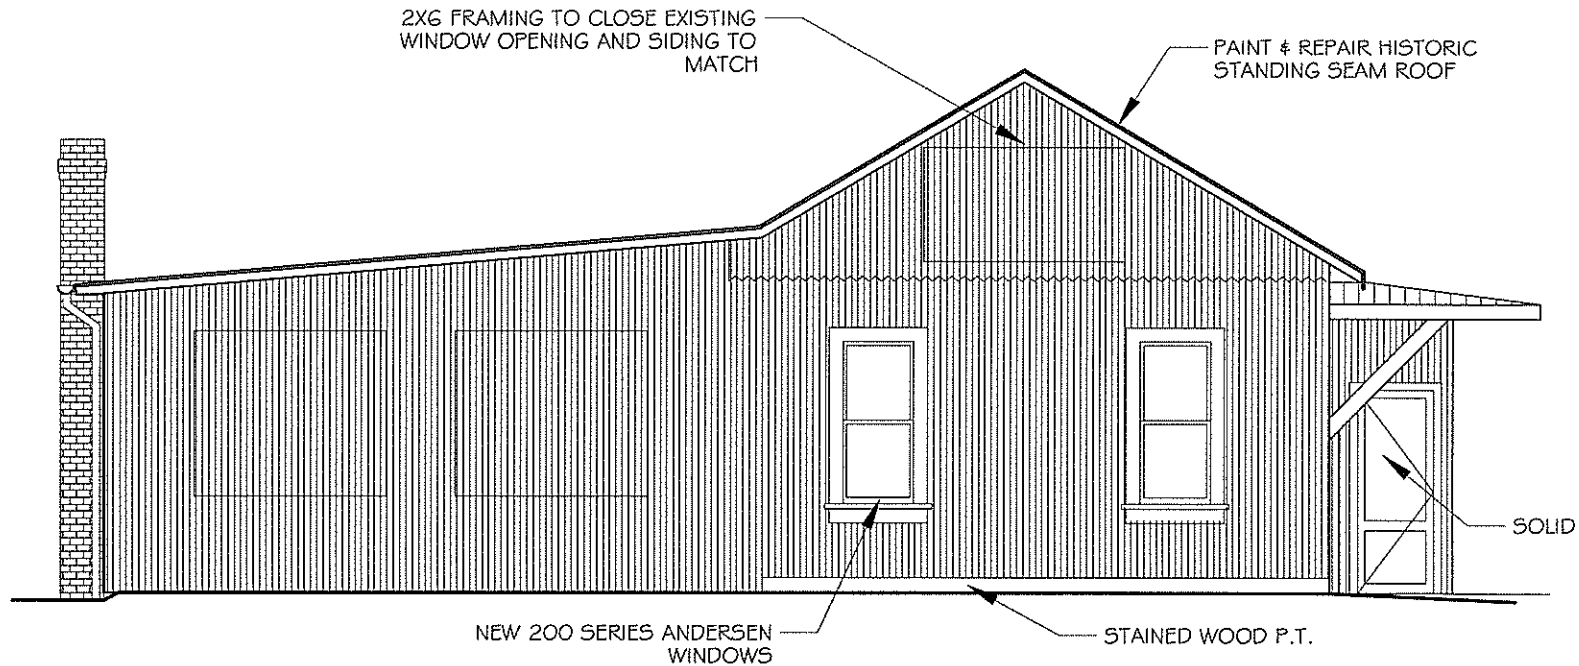 2X6 FRAMING TO CLOSE EXISTING
WINDOW OPENING AND SIDING TO
MATCH
PAINT & REPAIR HISTORIC
STANDING SEAM ROOF
SOLID
NEW 200 SERIES ANDERSEN
WINDOWS
STAINED WOOD P.T.